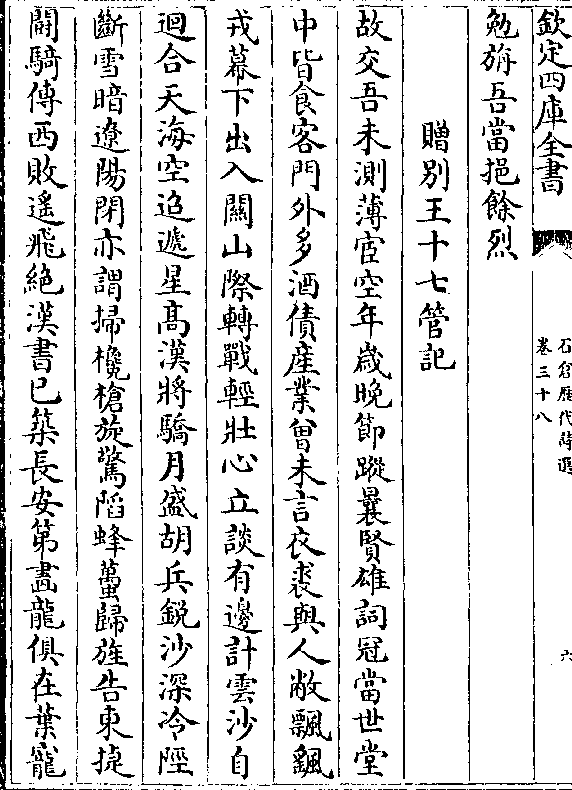 欽定四庫全書
石倉歷代詩選
卷三十八
六
勉旃吾當挹餘烈
贈別王十七管記
故交吾未測薄宦空年歲晚節蹤曩賢雄詞冠當世堂
中皆食客門外多酒債産業曾未言衣裘與人敝飄颻
戎幕下出入關山際轉戰輕壯心立談有邊計雲沙自
迴合天海空迢遞星髙漢將驕月盛胡兵銳沙深冷陘
斷雪暗遼陽閉亦謂掃欃槍旋驚陷蜂蠆歸旌告東㨗
鬭騎傳西敗遙飛絕漢書已築長安第畫龍俱在葉寵